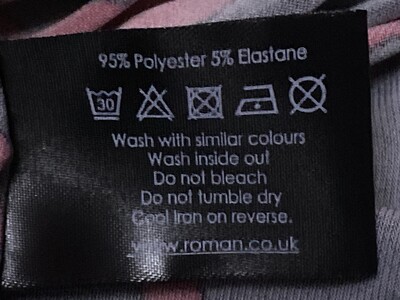 95% Polyester 5% Elastane
30
Wash with similar colours
Wash inside out
Do not bleach
Do not tumble dry
Cool Iron on reverse.
www.roman.co.uk